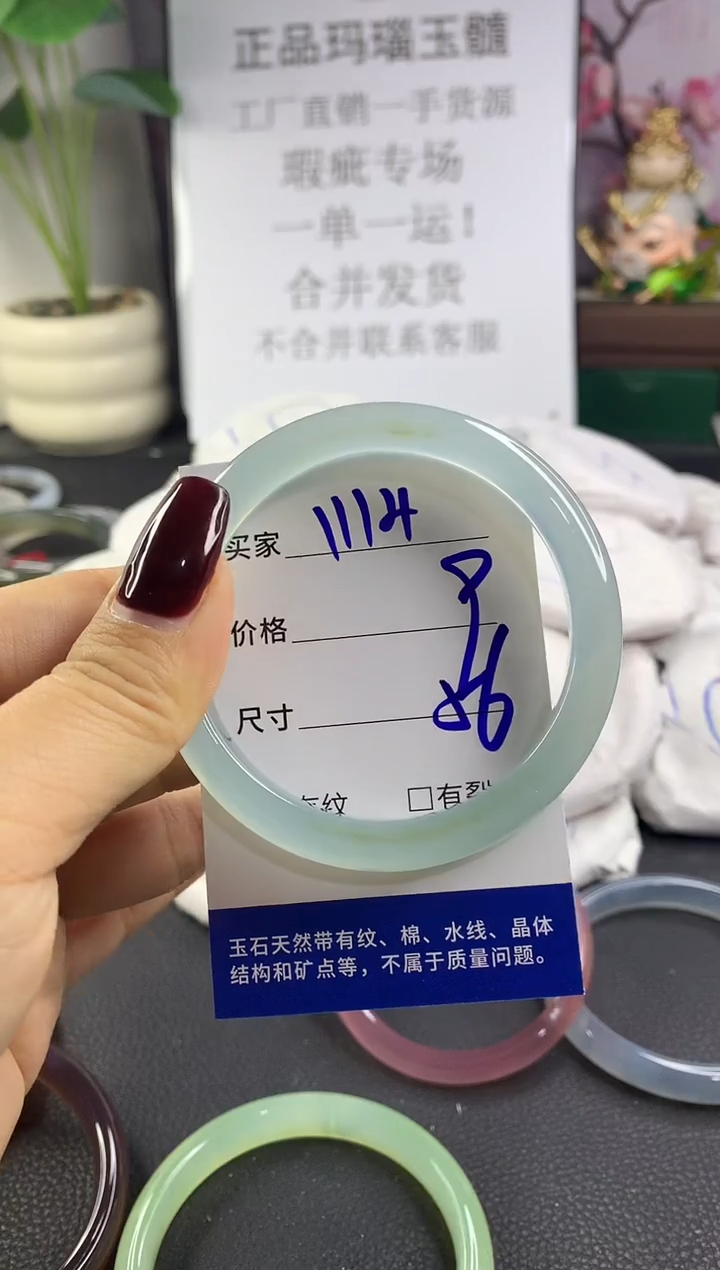 正品玛瑙玉髓
工厂直销一手货源
瑕疵专场
一单一运!
合并发货
不合并联系客服
买家 1114
价格
尺寸 56
有纹 □有裂
玉石天然带有纹、棉、水线、晶体
结构和矿点等，不属于质量问题。